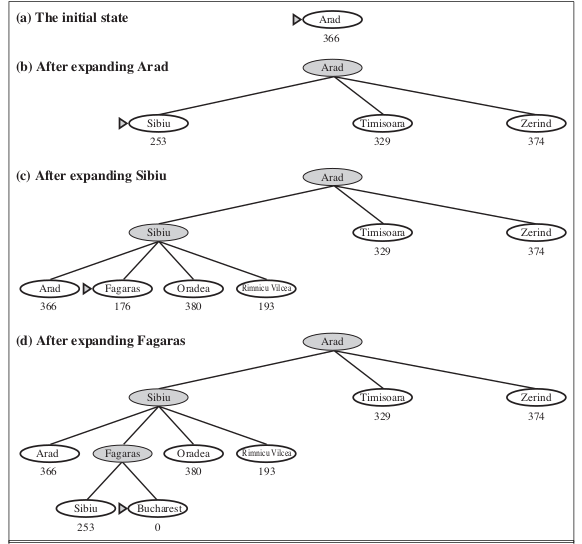 (a) The initial state
Arad
366
(b) After expanding Arad
Arad
Sibiu Timisoara Zerind
253 329 374
(c) After expanding Sibiu
Arad
Sibiu Timisoara Zerind
329 374
Arad Fagaras Oradea Rimnicu Vilcea
366 176 380 193
(d) After expanding Fagaras
Arad
Sibiu Timisoara Zerind
329 374
Arad Fagaras Oradea Rimnicu Vilcea
366 380 193
Sibiu Bucharest
253 0